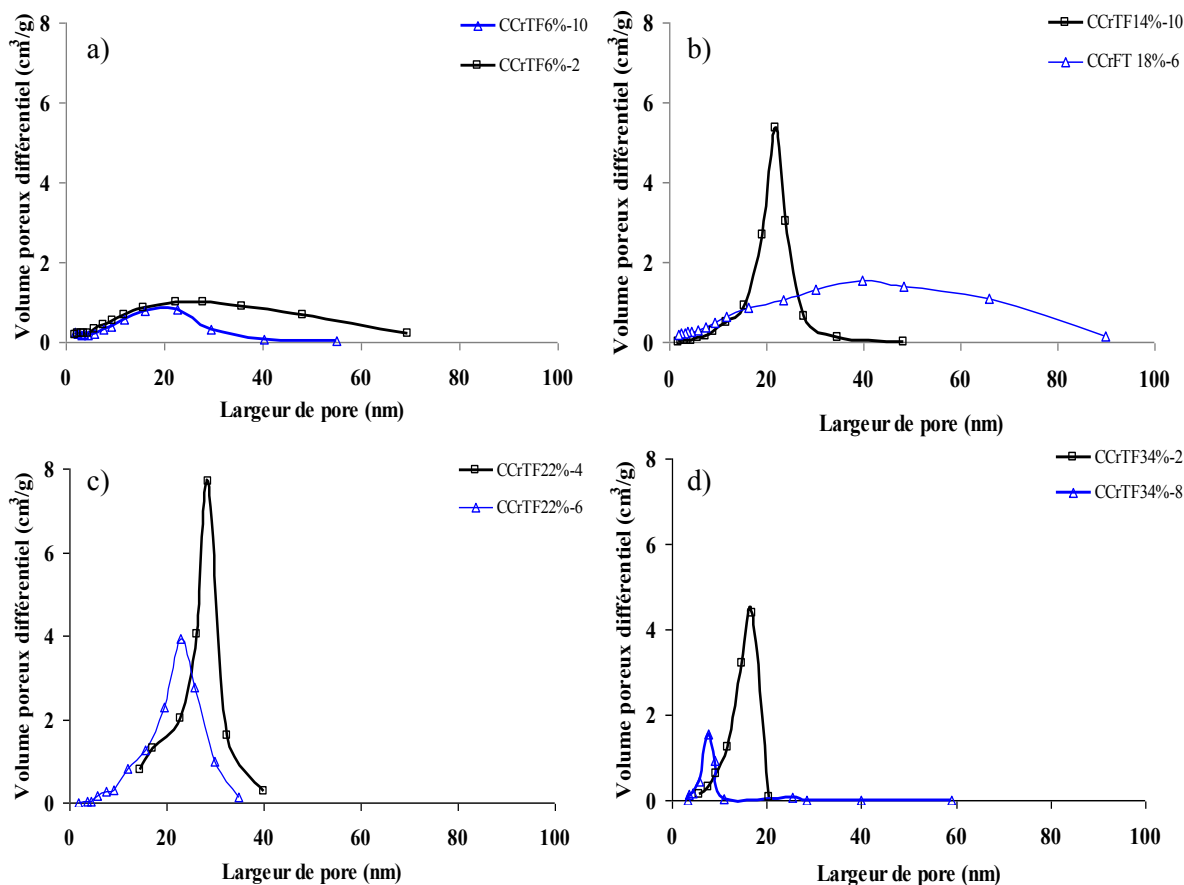 a)
CCrTF6%-10
CCrTF6%-2
Volume poreux différentiel (cm³/g)
8
6
4
2
0
0 20 40 60 80 100
Largeur de pore (nm)
b)
CCrTF14%-10
CCrFT 18%-6
Volume poreux différentiel (cm³/g)
8
6
4
2
0
0 20 40 60 80 100
Largeur de pore (nm)
c)
CCrTF22%-4
CCrTF22%-6
Volume poreux différentiel (cm³/g)
8
6
4
2
0
0 20 40 60 80 100
Largeur de pore (nm)
d)
CCrTF34%-2
CCrTF34%-8
Volume poreux différentiel (cm³/g)
8
6
4
2
0
0 20 40 60 80 100
Largeur de pore (nm)